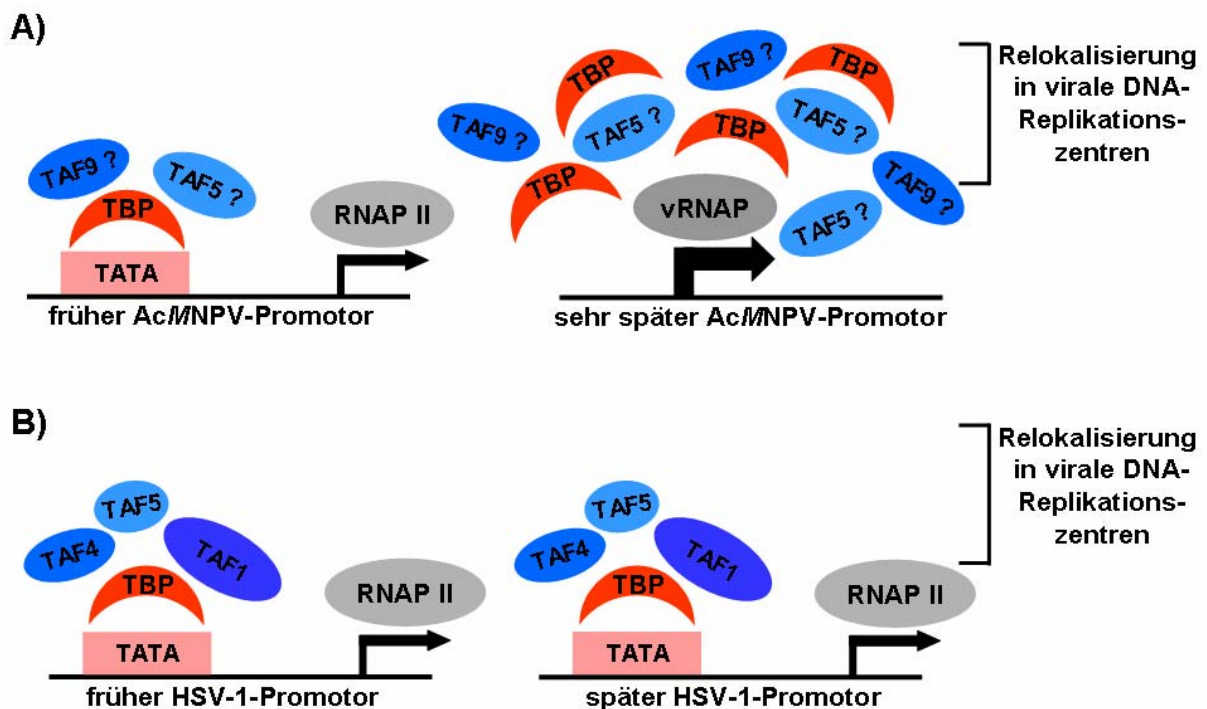 A)
TAF9 ?
TAF5 ?
TBP
TATA
RNAP II
früher AcMNPV-Promotor
TAF9 ?
TBP
TAF5 ?
TBP
TAF9 ?
TBP
TBP
TAF5 ?
TAF9 ?
vRNAP
TAF5 ?
sehr später AcMNPV-Promotor
Relokalisierung
in virale DNA-
Replikations-
zentren
B)
TAF5
TAF4
TAF1
TBP
TATA
RNAP II
früher HSV-1-Promotor
TAF5
TAF4
TAF1
TBP
TATA
RNAP II
später HSV-1-Promotor
Relokalisierung
in virale DNA-
Replikations-
zentren